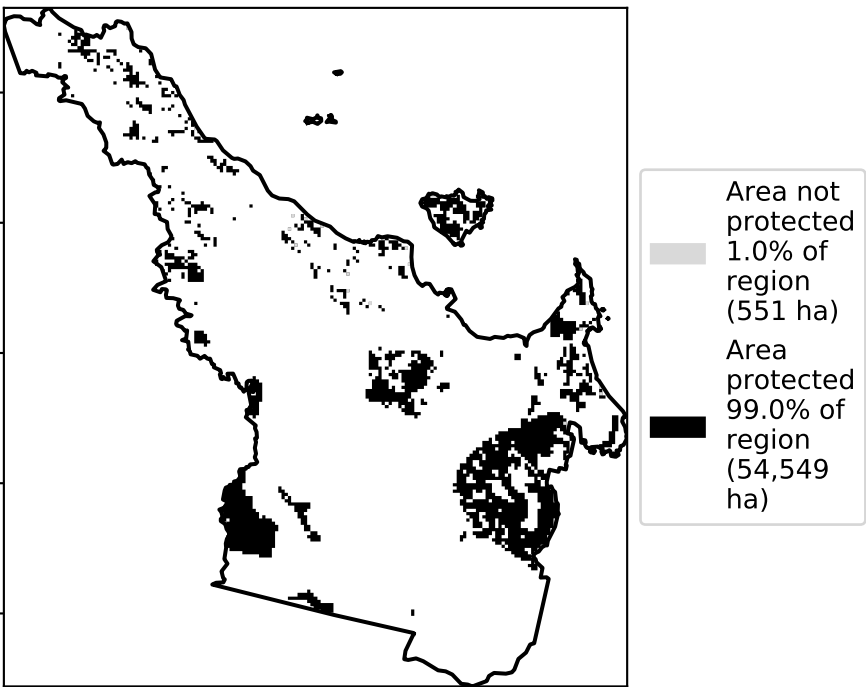 Area not
protected
1.0% of
region
(551 ha)
Area
protected
99.0% of
region
(54,549
ha)